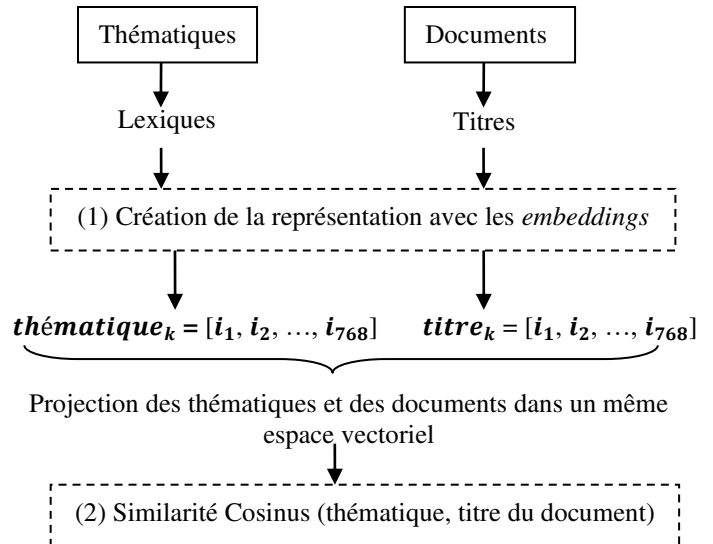 Thématiques
Documents
Lexiques
Titres
(1) Création de la représentation avec les embeddings
thématique_k = [i_1, i_2, …, i_768]
titre_k = [i_1, i_2, …, i_768]
Projection des thématiques et des documents dans un même
espace vectoriel
(2) Similarité Cosinus (thématique, titre du document)